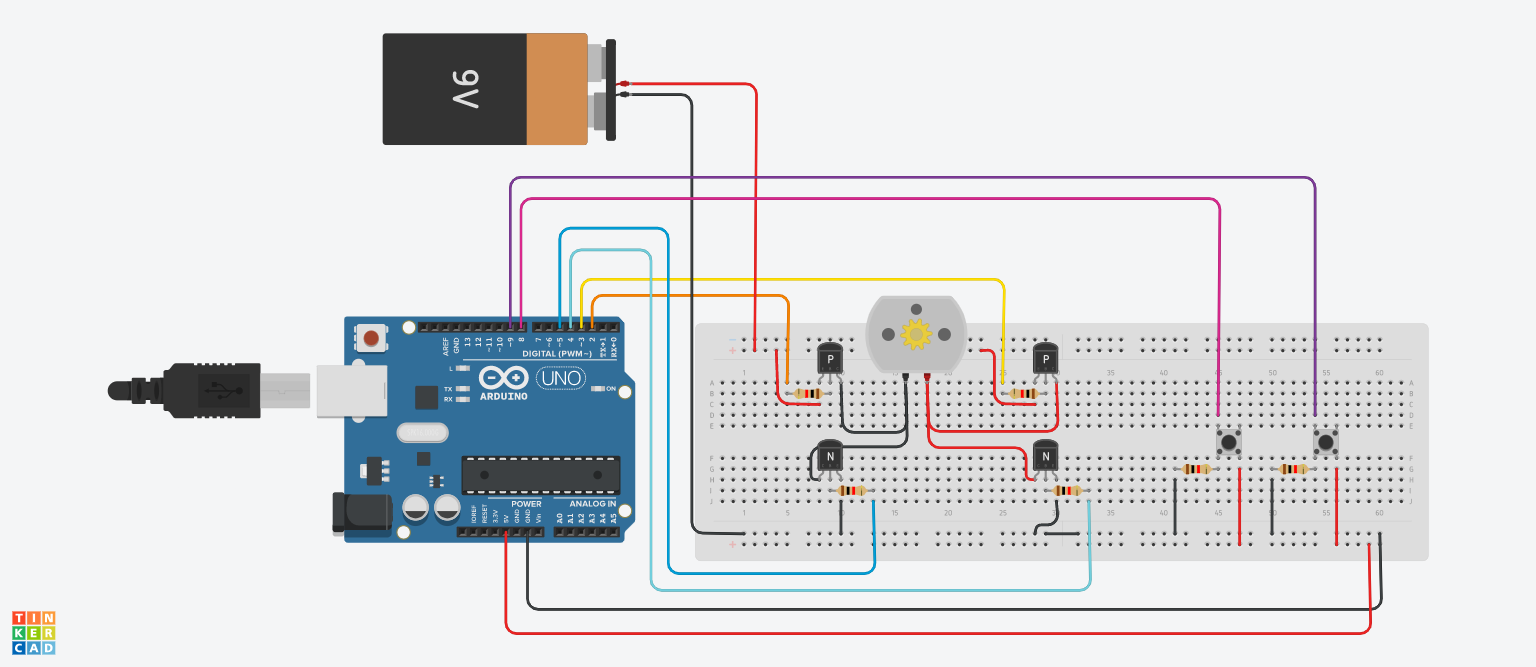 9V
AREF
GND
13
12
~11
~10
~9
8
7
~6
~5
4
~3
2
TX→1
RX←0
DIGITAL (PWM~)
L
TX
RX
ARDUINO
UNO
ON
POWER
ANALOG IN
IOREF
RESET
3.3V
5V
GND
GND
Vin
A0
A1
A2
A3
A4
A5
P
P
N
N
1 5 10 15 20 25 30 35 40 45 50 55 60
A A
B B
C C
D D
E E
F F
G G
H H
I I
J J
1 5 10 15 20 25 30 35 40 45 50 55 60
TIN
KER
CAD